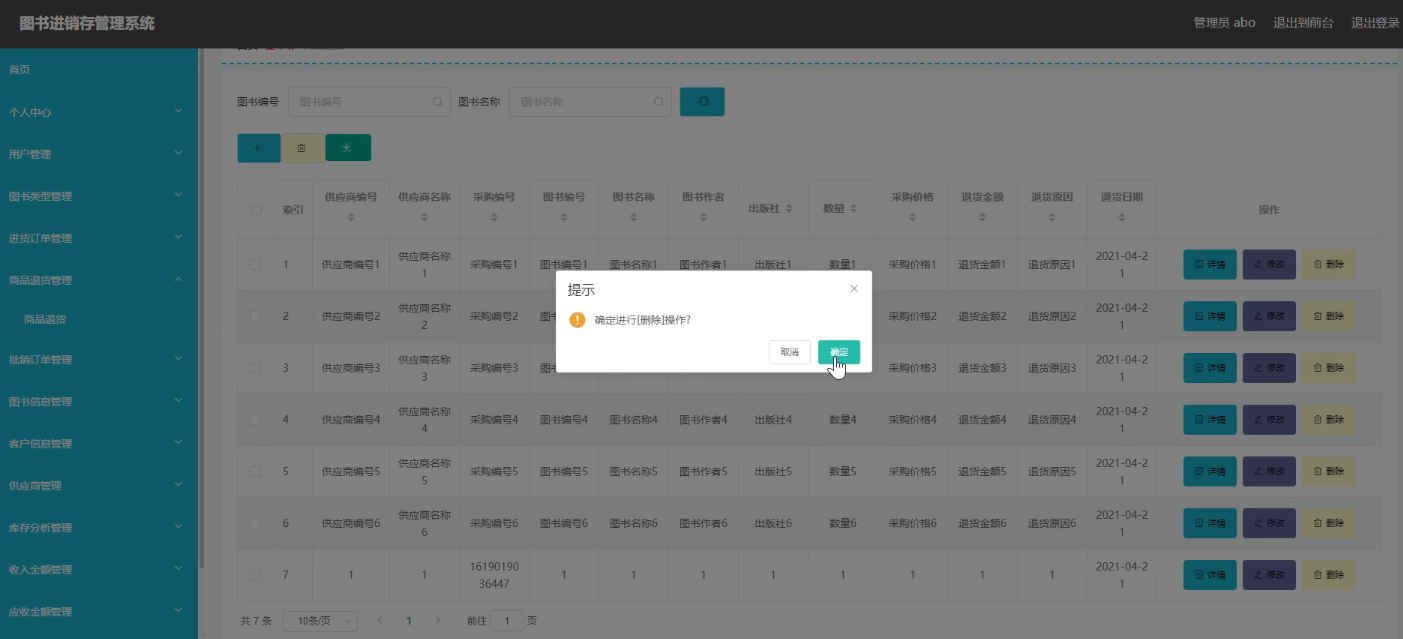 图书进销存管理系统
管理员 abo 退出到前台 退出登录
首页
个人中心
用户管理
图书类型管理
进货订单管理
商品退货管理
商品退货
批销订单管理
图书信息管理
客户信息管理
供应商管理
库存分析管理
收入金额管理
应收金额管理
图书编号 图书编号 图书名称 图书名称
索引 供应商编号 供应商名称 采购编号 图书编号 图书名称 图书作者 出版社 数量 采购价格 退货金额 退货原因 退货日期 操作
1 供应商编号1 供应商名称1 采购编号1 图书编号1 图书名称1 图书作者1 出版社1 数量1 采购价格1 退货金额1 退货原因1 2021-04-21 详情 修改 删除
2 供应商编号2 供应商名称2 采购编号2 采购价格2 退货金额2 退货原因2 2021-04-21 详情 修改 删除
3 供应商编号3 供应商名称3 采购编号3 采购价格3 退货金额3 退货原因3 2021-04-21 详情 修改 删除
4 供应商编号4 供应商名称4 采购编号4 图书编号4 图书名称4 图书作者4 出版社4 数量4 采购价格4 退货金额4 退货原因4 2021-04-21 详情 修改 删除
5 供应商编号5 供应商名称5 采购编号5 图书编号5 图书名称5 图书作者5 出版社5 数量5 采购价格5 退货金额5 退货原因5 2021-04-21 详情 修改 删除
6 供应商编号6 供应商名称6 采购编号6 图书编号6 图书名称6 图书作者6 出版社6 数量6 采购价格6 退货金额6 退货原因6 2021-04-21 详情 修改 删除
7 1 1 1619019036447 1 1 1 1 1 1 1 1 2021-04-21 详情 修改 删除
共 7 条 10条/页 1 前往 1 页
提示
确定进行[删除]操作?
取消 确定